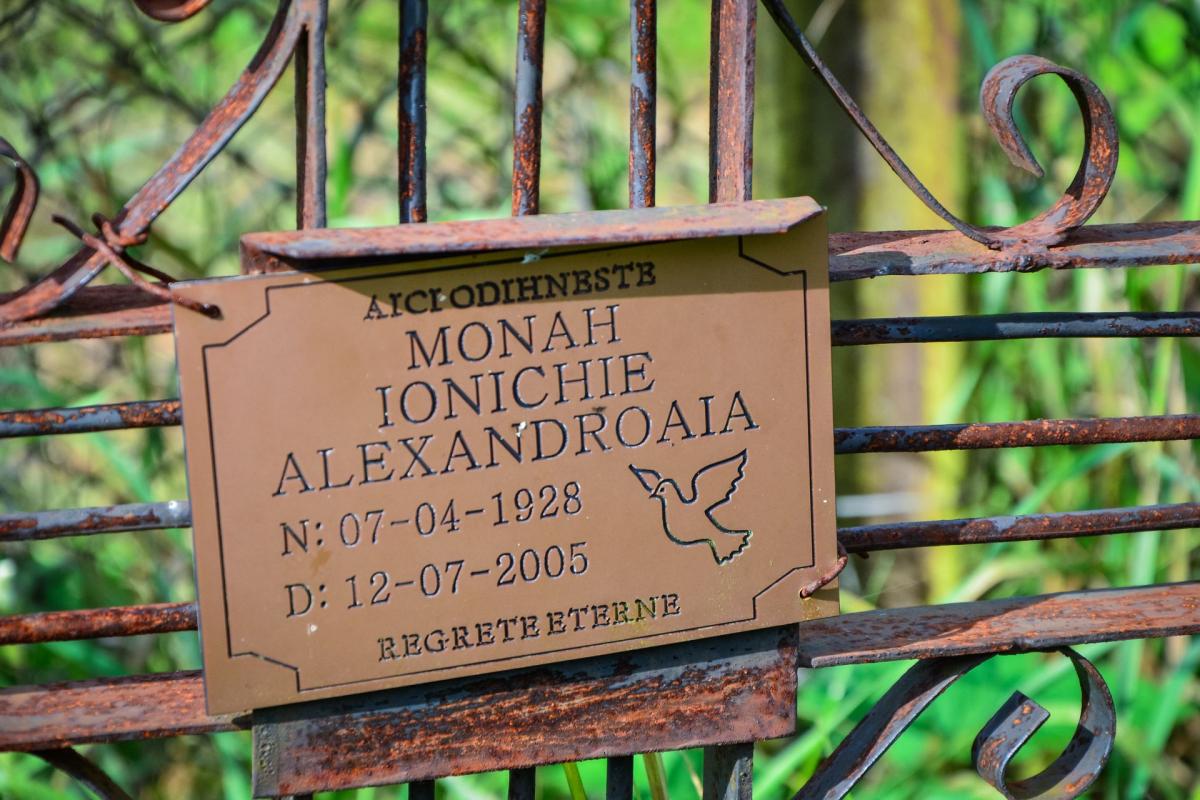 AICI ODIHNESTE
MONAH
IONICHIE
ALEXANDROAIA
N: 07-04-1928
D: 12-07-2005
REGRETE ETERNE